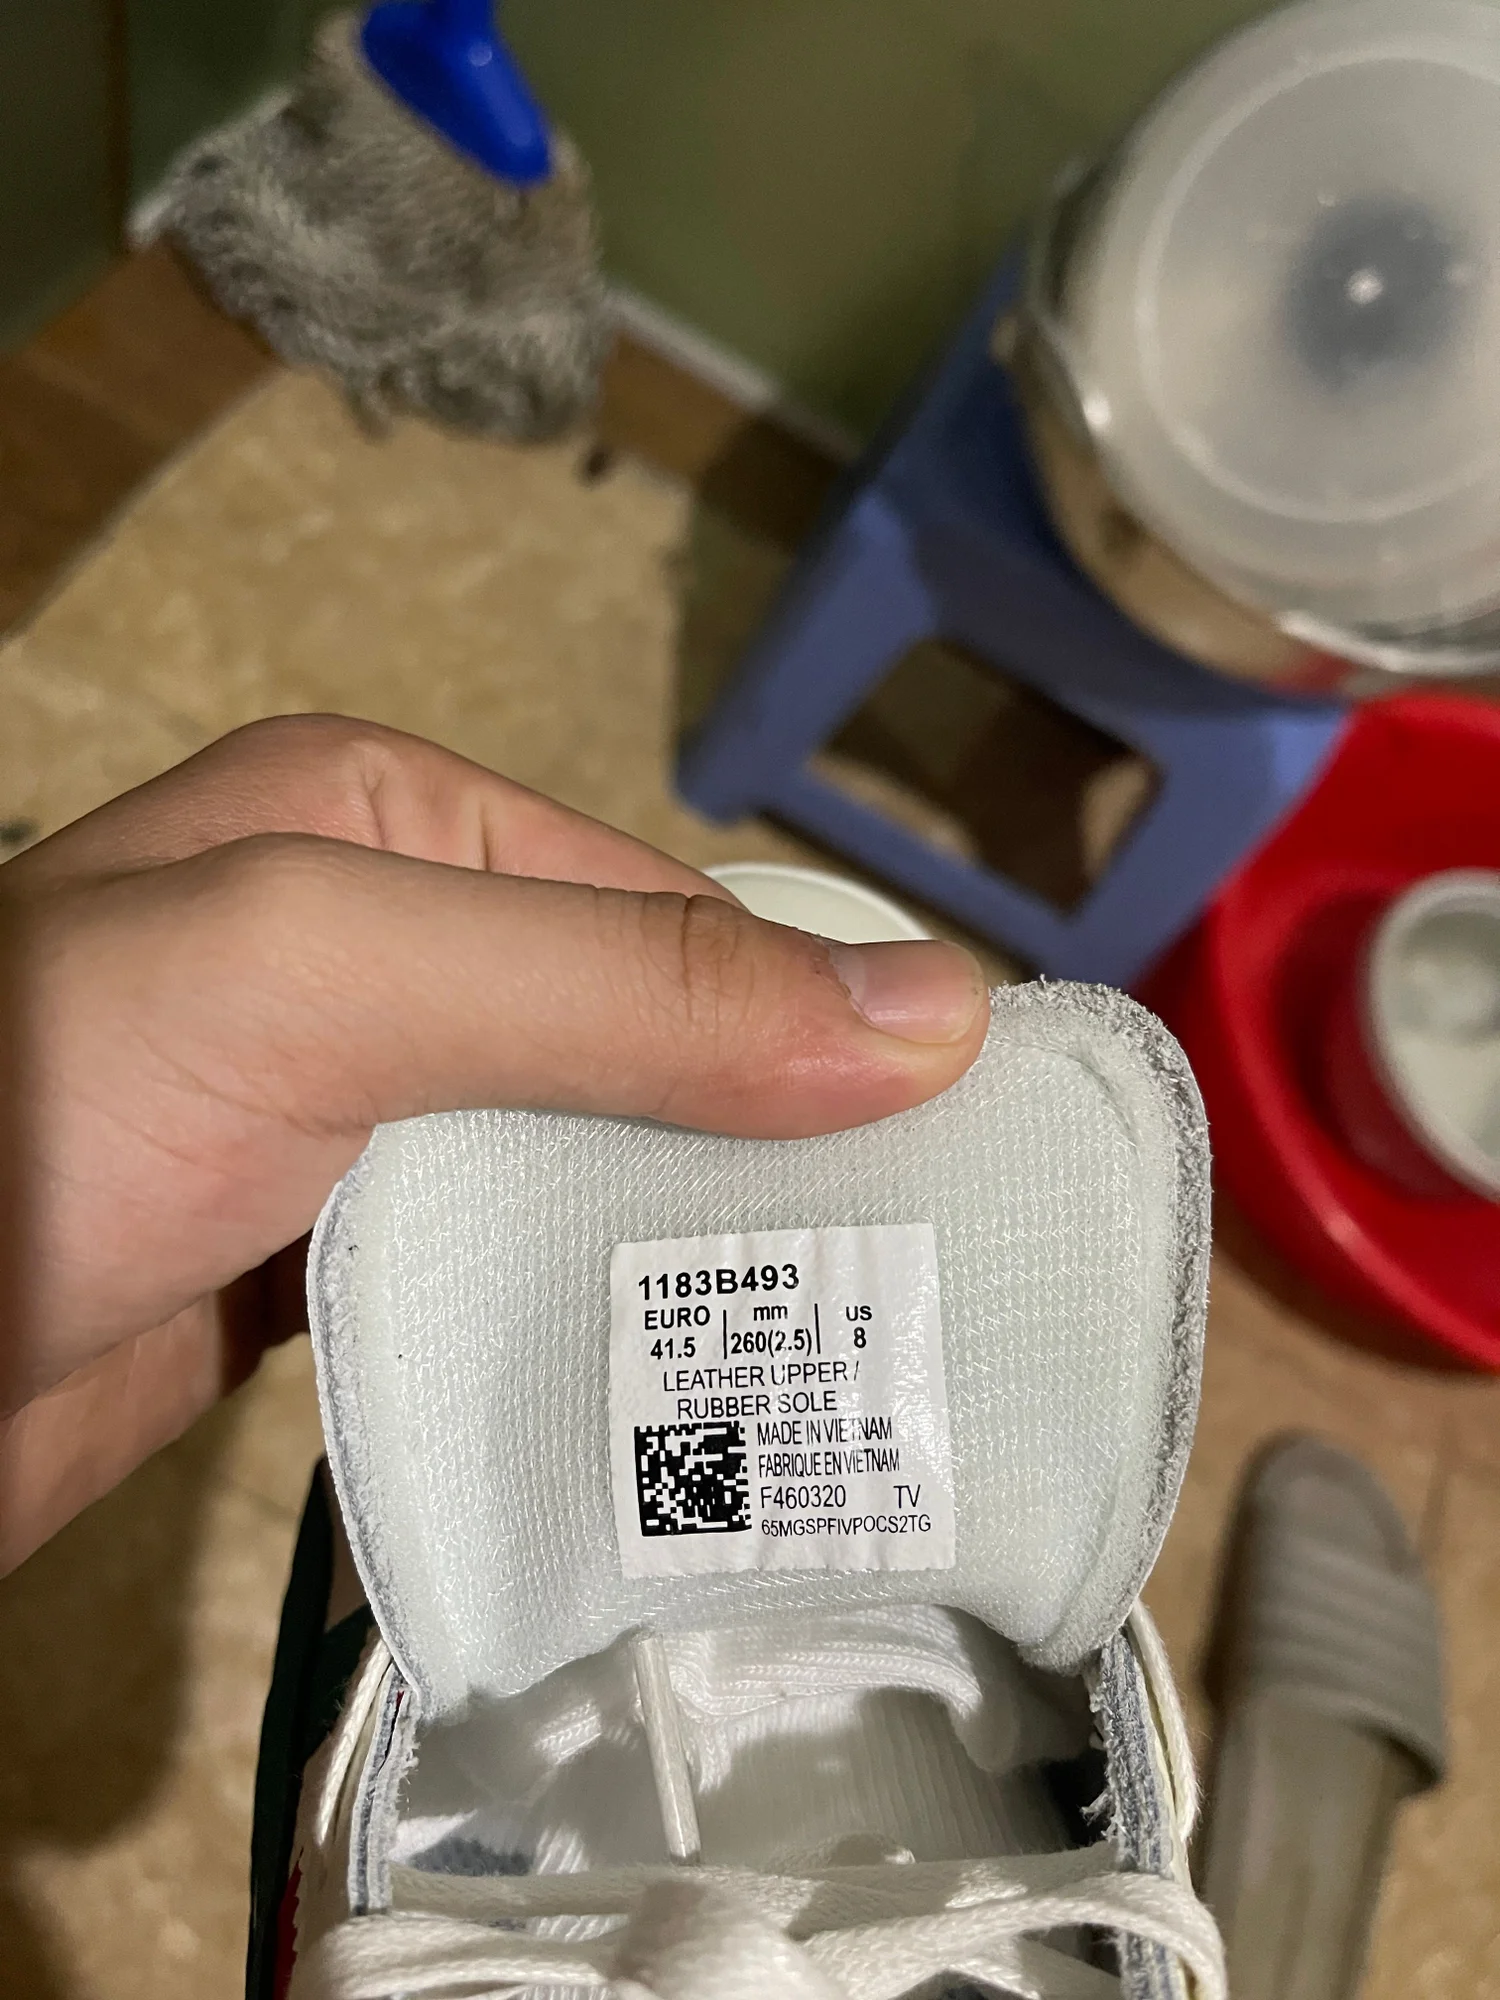 1183B493
EURO | mm | US
41.5 | 260(2.5) | 8
LEATHER UPPER /
RUBBER SOLE
MADE IN VIETNAM
FABRIQUE EN VIETNAM
F460320 TV
65MGSPFIVPOCS2TG